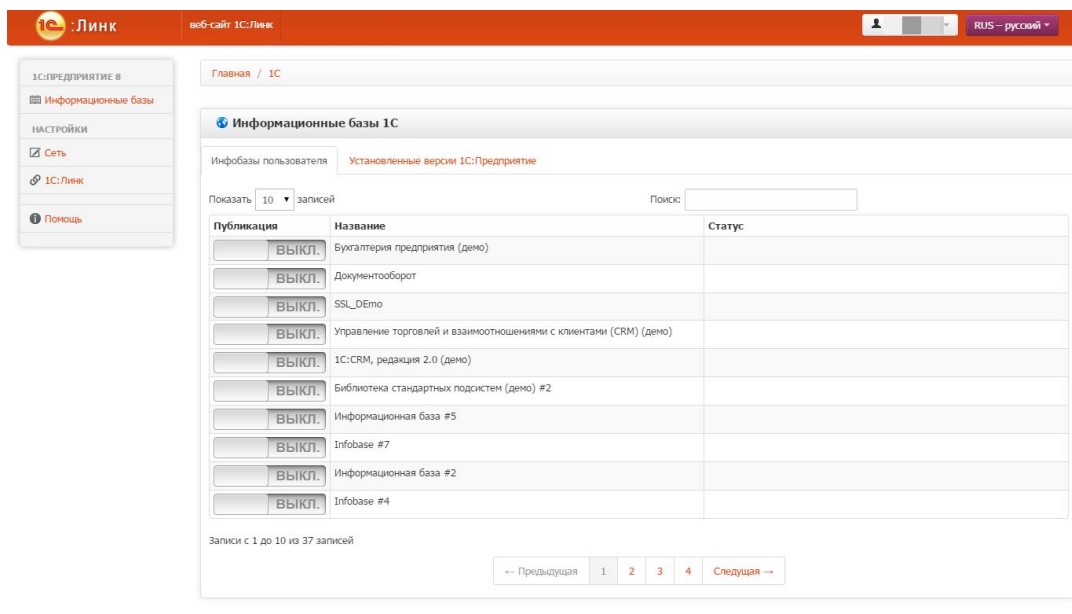 1С :Линк веб-сайт 1С:Линк RUS – русский
1С:ПРЕДПРИЯТИЕ 8
Информационные базы
НАСТРОЙКИ
Сеть
1С:Линк
Помощь
Главная / 1С
Информационные базы 1С
Инфобазы пользователя Установленные версии 1С:Предприятие
Показать 10 записей Поиск:
Публикация Название Статус
ВЫКЛ. Бухгалтерия предприятия (демо)
ВЫКЛ. Документооборот
ВЫКЛ. SSL_DEmo
ВЫКЛ. Управление торговлей и взаимоотношениями с клиентами (CRM) (демо)
ВЫКЛ. 1С:CRM, редакция 2.0 (демо)
ВЫКЛ. Библиотека стандартных подсистем (демо) #2
ВЫКЛ. Информационная база #5
ВЫКЛ. Infobase #7
ВЫКЛ. Информационная база #2
ВЫКЛ. Infobase #4
Записи с 1 до 10 из 37 записей
← Предыдущая 1 2 3 4 Следущая →